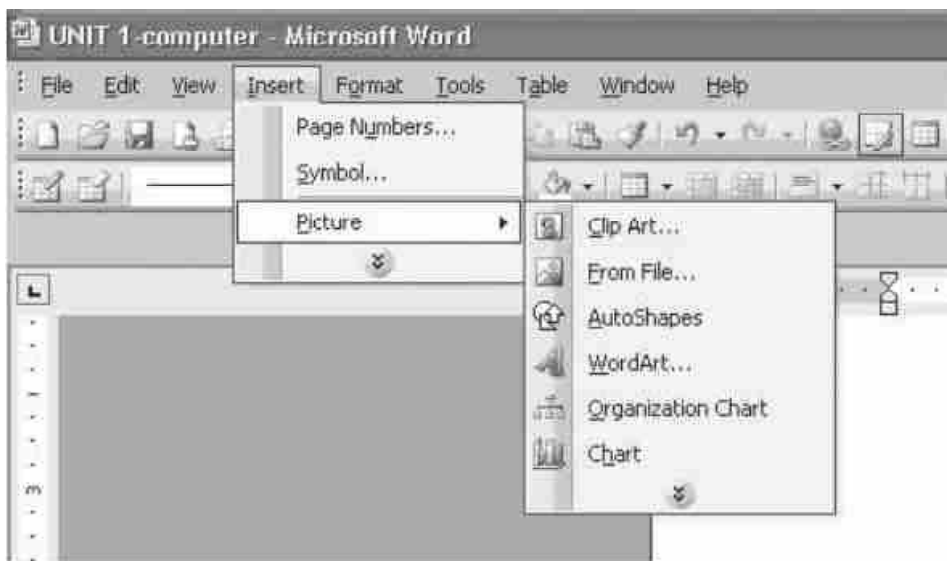 UNIT 1-computer - Microsoft Word
File Edit View Insert Format Tools Table Window Help
Page Numbers...
Symbol...
Picture
Clip Art...
From File...
AutoShapes
WordArt...
Organization Chart
Chart